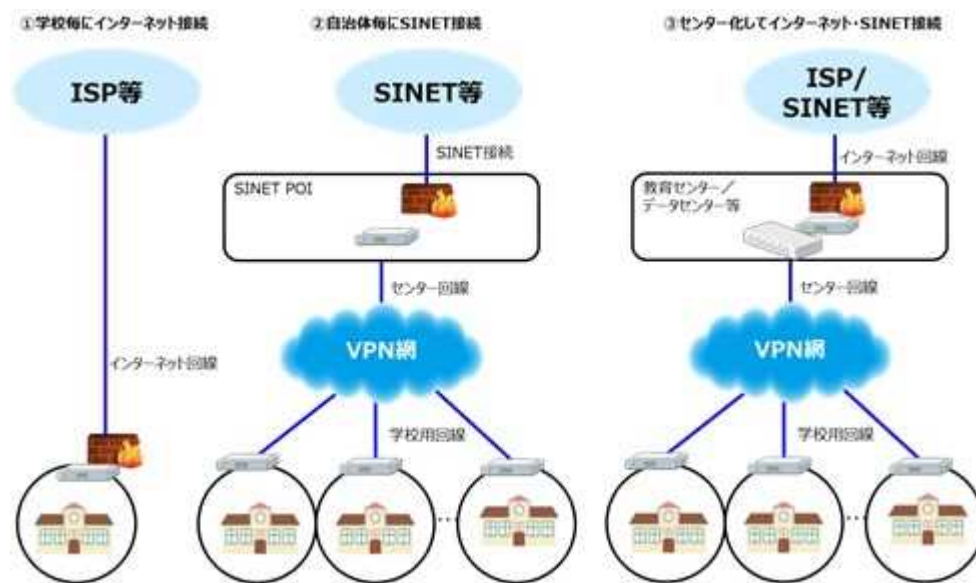 ①学校毎にインターネット接続
②自治体毎にSINET接続
③センター化してインターネット・SINET接続
ISP等
SINET等
ISP/
SINET等
SINET接続
インターネット回線
SINET POI
教育センター／
データセンター等
センター回線
センター回線
VPN網
VPN網
インターネット回線
学校用回線
学校用回線
…
…